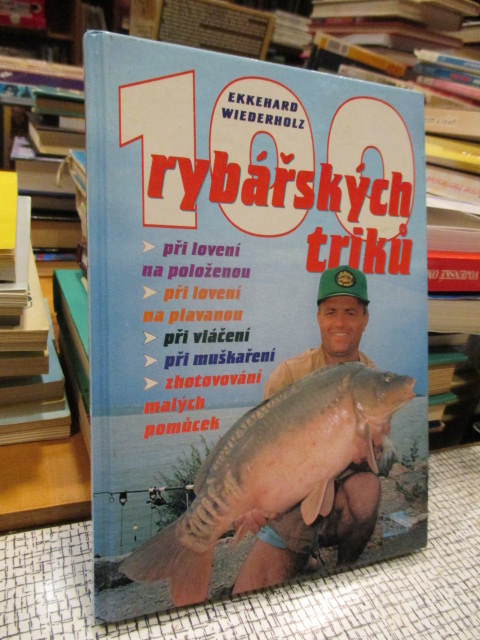 EKKEHARD
WIEDERHOLZ
100
rybářských
triků
při lovení
na položenou
při lovení
na plavanou
při vláčení
při muškaření
zhotovování
malých
pomůcek